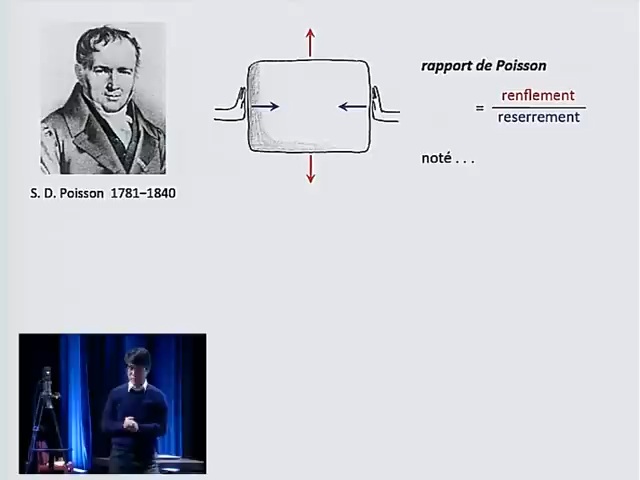 S. D. Poisson 1781–1840
rapport de Poisson
= renflement
reserrement
noté . . .